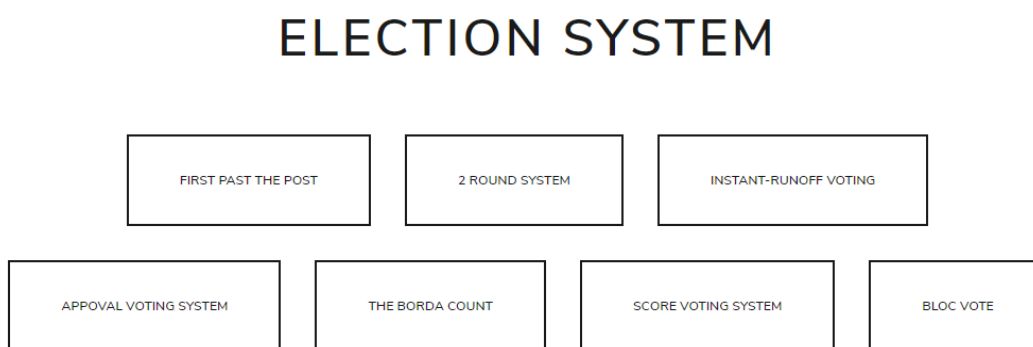 ELECTION SYSTEM
FIRST PAST THE POST
2 ROUND SYSTEM
INSTANT-RUNOFF VOTING
APPOVAL VOTING SYSTEM
THE BORDA COUNT
SCORE VOTING SYSTEM
BLOC VOTE